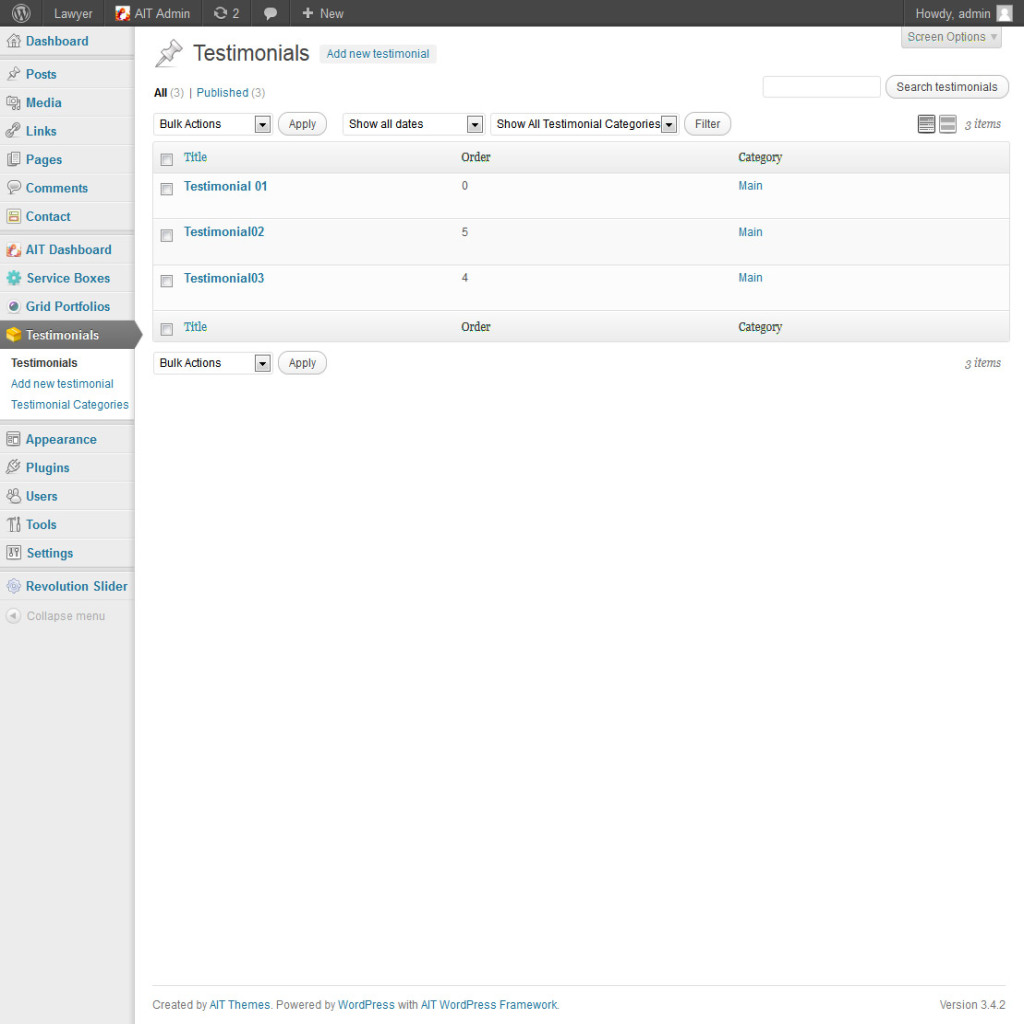 Lawyer AIT Admin 2 + New Howdy, admin
Screen Options
Dashboard
Posts
Media
Links
Pages
Comments
Contact
AIT Dashboard
Service Boxes
Grid Portfolios
Testimonials
Testimonials
Add new testimonial
Testimonial Categories
Appearance
Plugins
Users
Tools
Settings
Revolution Slider
Collapse menu
Testimonials Add new testimonial
All (3) | Published (3) Search testimonials
Bulk Actions Apply Show all dates Show All Testimonial Categories Filter 3 items
Title Order Category
Testimonial 01 0 Main
Testimonial02 5 Main
Testimonial03 4 Main
Title Order Category
Bulk Actions Apply 3 items
Created by AIT Themes. Powered by WordPress with AIT WordPress Framework. Version 3.4.2